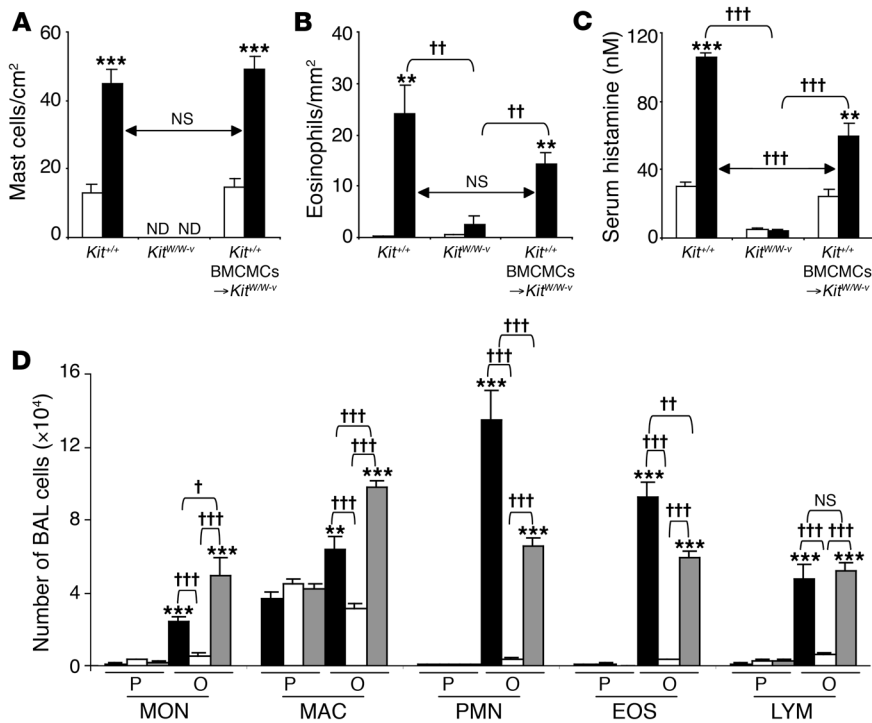 A
Mast cells/cm²
60
40
20
0
***
***
NS
ND ND
Kit+/+
KitW/W-v
Kit+/+
BMCMCs
→KitW/W-v
B
Eosinophils/mm²
40
30
20
10
0
††
**
††
**
NS
Kit+/+
KitW/W-v
Kit+/+
BMCMCs
→KitW/W-v
C
Serum histamine (nM)
120
80
40
0
†††
***
†††
**
†††
Kit+/+
KitW/W-v
Kit+/+
BMCMCs
→KitW/W-v
D
Number of BAL cells (×10⁴)
16
12
8
4
0
†
†††
***
†††
***
†††
†††
***
†††
**
†††
†††
***
†††
***
††
†††
***
†††
***
NS
††† †††
*** ***
P O P O P O P O P O
MON MAC PMN EOS LYM